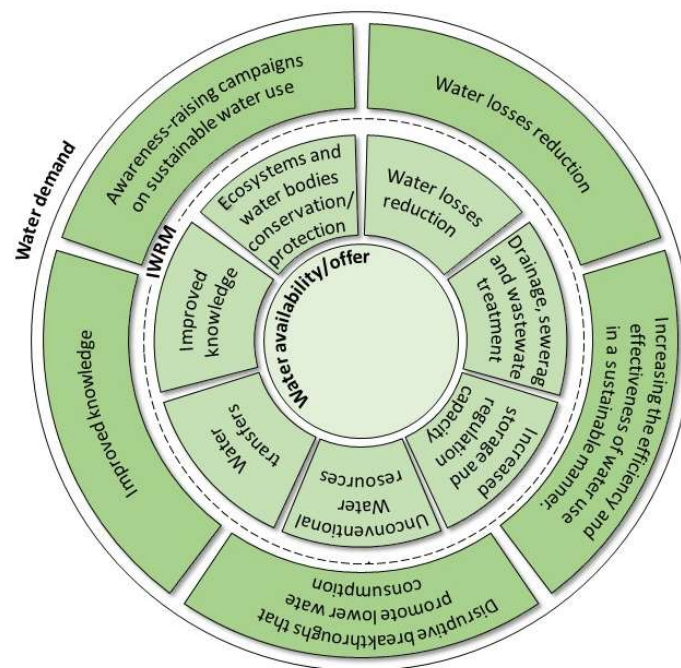 Water demand
Awareness-raising campaigns
on sustainable water use
Water losses reduction
Increasing the efficiency and
effectiveness of water use
in a sustainable manner.
Disruptive breakthroughs that
promote lower wate
consumption
Improved knowledge
IWRM
Ecosystems and
water bodies
conservation/
protection
Water losses
reduction
Drainage, sewerag
and wastewate
treatment
Increased
storage and
regulation
capacity
Unconventional
Water
resources
Water
transfers
Improved
knowledge
Water availability/offer